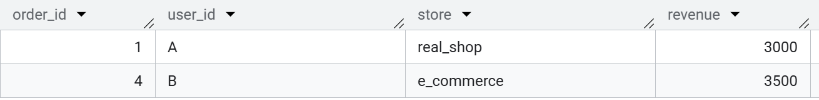 order_id user_id store revenue
1 A real_shop 3000
4 B e_commerce 3500